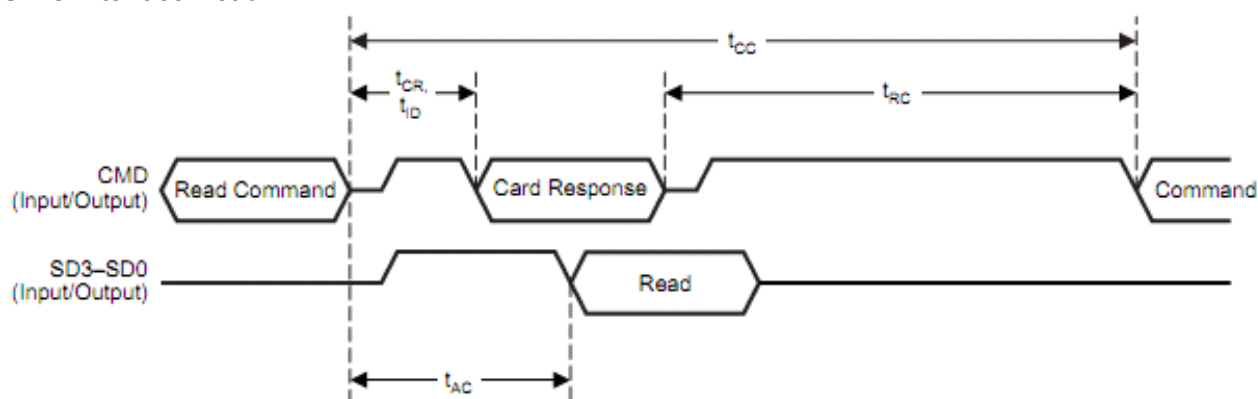 tCC
tCR,
tID
tRC
CMD
(Input/Output)
Read Command
Card Response
Command
SD3–SD0
(Input/Output)
Read
tAC